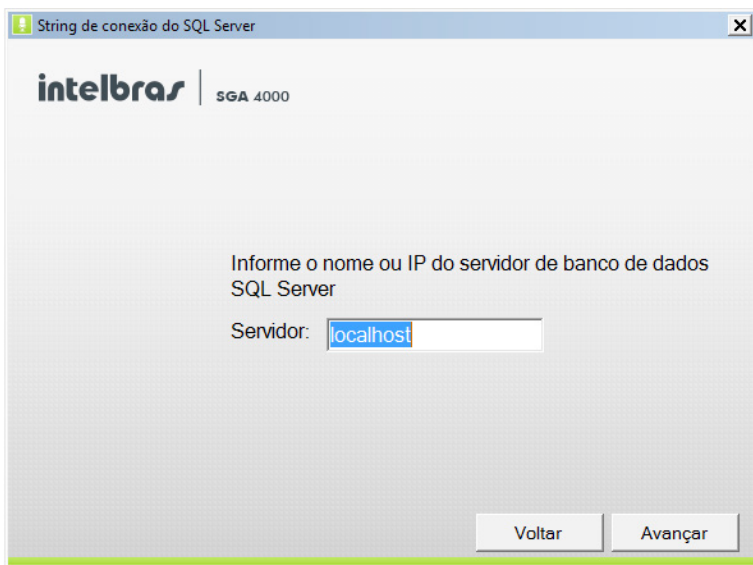 String de conexão do SQL Server
intelbras
SGA 4000
Informe o nome ou IP do servidor de banco de dados
SQL Server
Servidor: localhost
Voltar Avançar